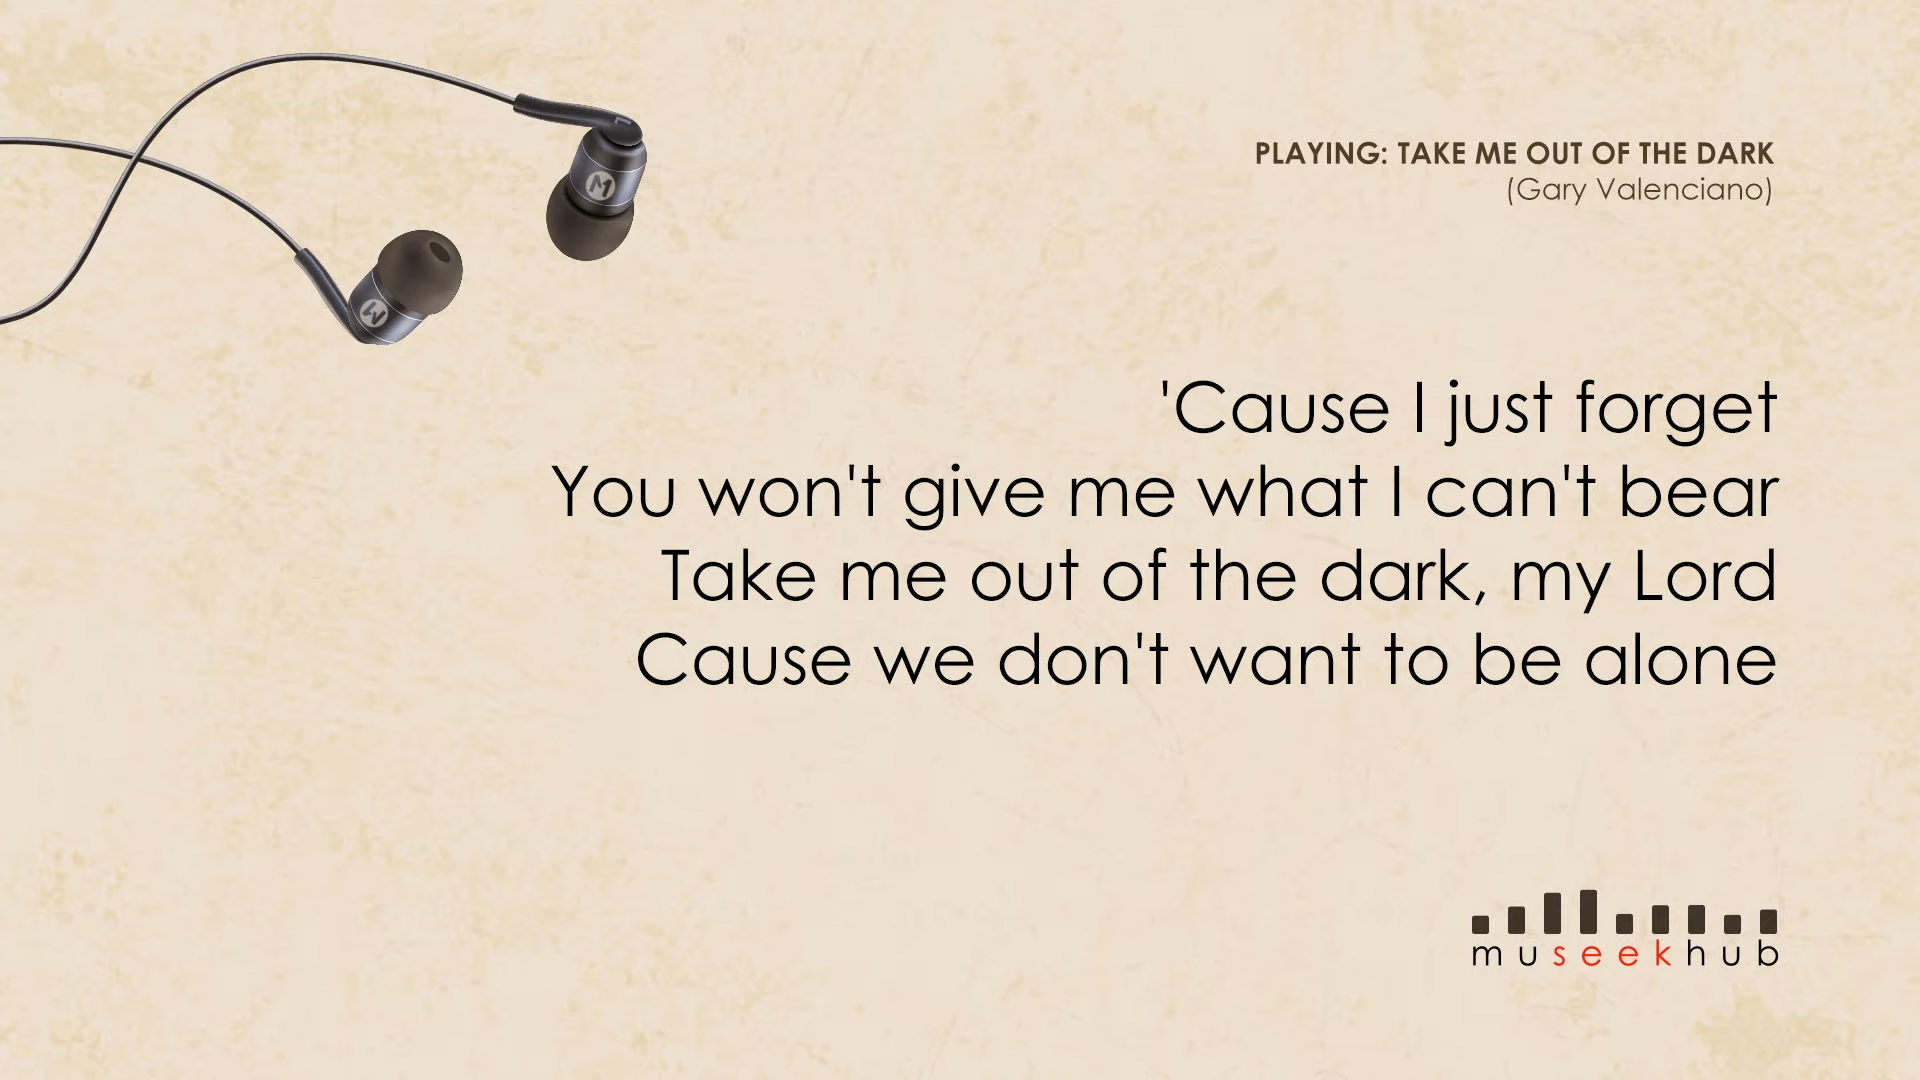 PLAYING: TAKE ME OUT OF THE DARK
(Gary Valenciano)
'Cause I just forget
You won't give me what I can't bear
Take me out of the dark, my Lord
Cause we don't want to be alone
museekhub
M
M
L